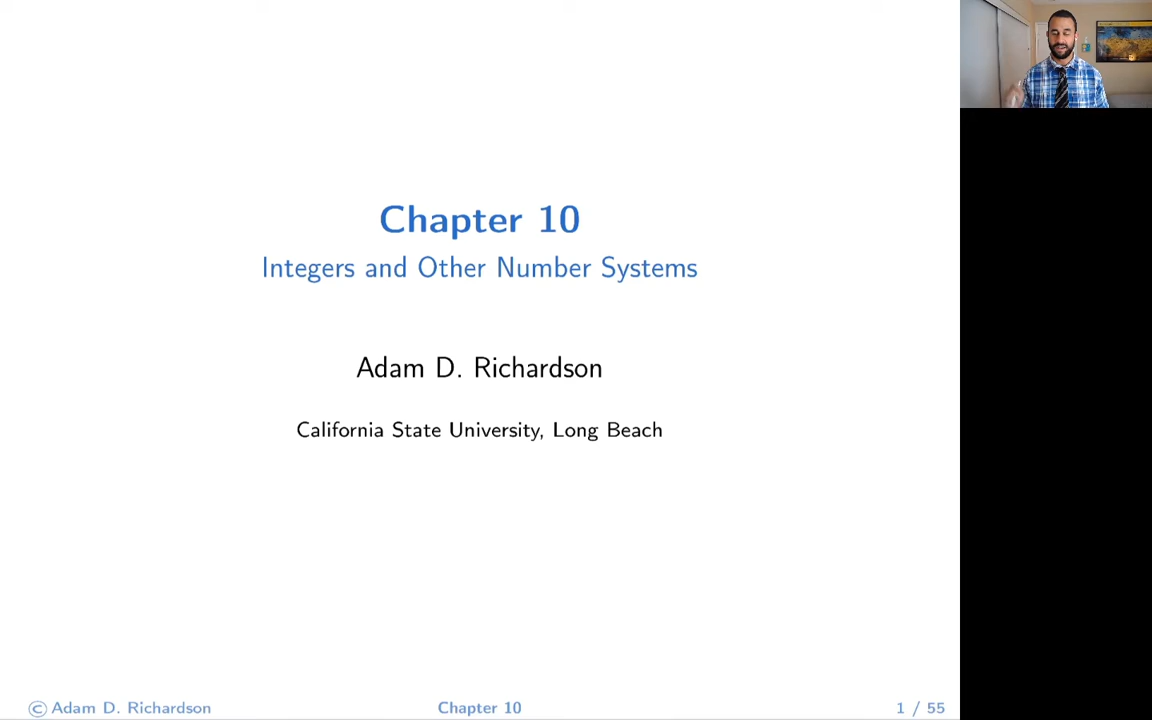 Chapter 10
Integers and Other Number Systems
Adam D. Richardson
California State University, Long Beach
© Adam D. Richardson
Chapter 10
1 / 55